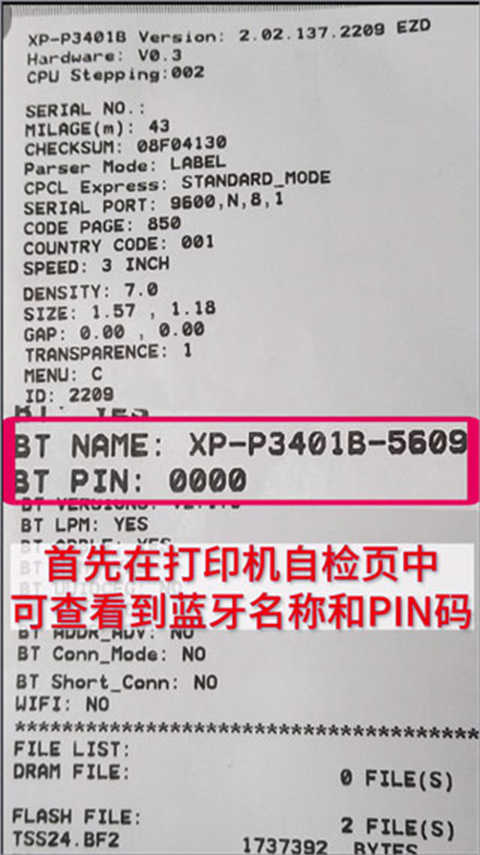 XP-P3401B Version: 2.02.137.2209 EZD
Hardware: V0.3
CPU Stepping:002
SERIAL NO.:
MILAGE(m): 43
CHECKSUM: 08F04130
Parser Mode: LABEL
CPCL Express: STANDARD_MODE
SERIAL PORT: 9600,N,8,1
CODE PAGE: 850
COUNTRY CODE: 001
SPEED: 3 INCH
DENSITY: 7.0
SIZE: 1.57 , 1.18
GAP: 0.00 , 0.00
TRANSPARENCE: 1
MENU: C
ID: 2209
BT: YES
BT NAME: XP-P3401B-5609
BT PIN: 0000
BT LPM: YES
首先在打印机自检页中
可查看到蓝牙名称和PIN码
BT ADDR_ADV: NO
BT Conn_Mode: NO
BT Short_Conn: NO
WIFI: NO
****************************************
FILE LIST:
DRAM FILE: 0 FILE(S)
FLASH FILE: 2 FILE(S)
TSS24.BF2 1737392 BYTES